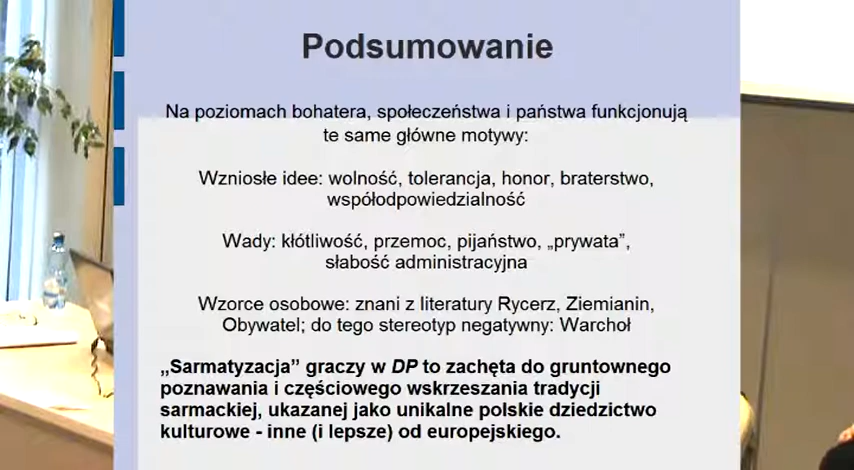 Podsumowanie
Na poziomach bohatera, społeczeństwa i państwa funkcjonują
te same główne motywy:
Wzniosłe idee: wolność, tolerancja, honor, braterstwo,
współodpowiedzialność
Wady: kłótliwość, przemoc, pijaństwo, „prywata”,
słabość administracyjna
Wzorce osobowe: znani z literatury Rycerz, Ziemianin,
Obywatel; do tego stereotyp negatywny: Warchoł
„Sarmatyzacja” graczy w DP to zachęta do gruntownego
poznawania i częściowego wskrzeszania tradycji
sarmackiej, ukazanej jako unikalne polskie dziedzictwo
kulturowe - inne (i lepsze) od europejskiego.